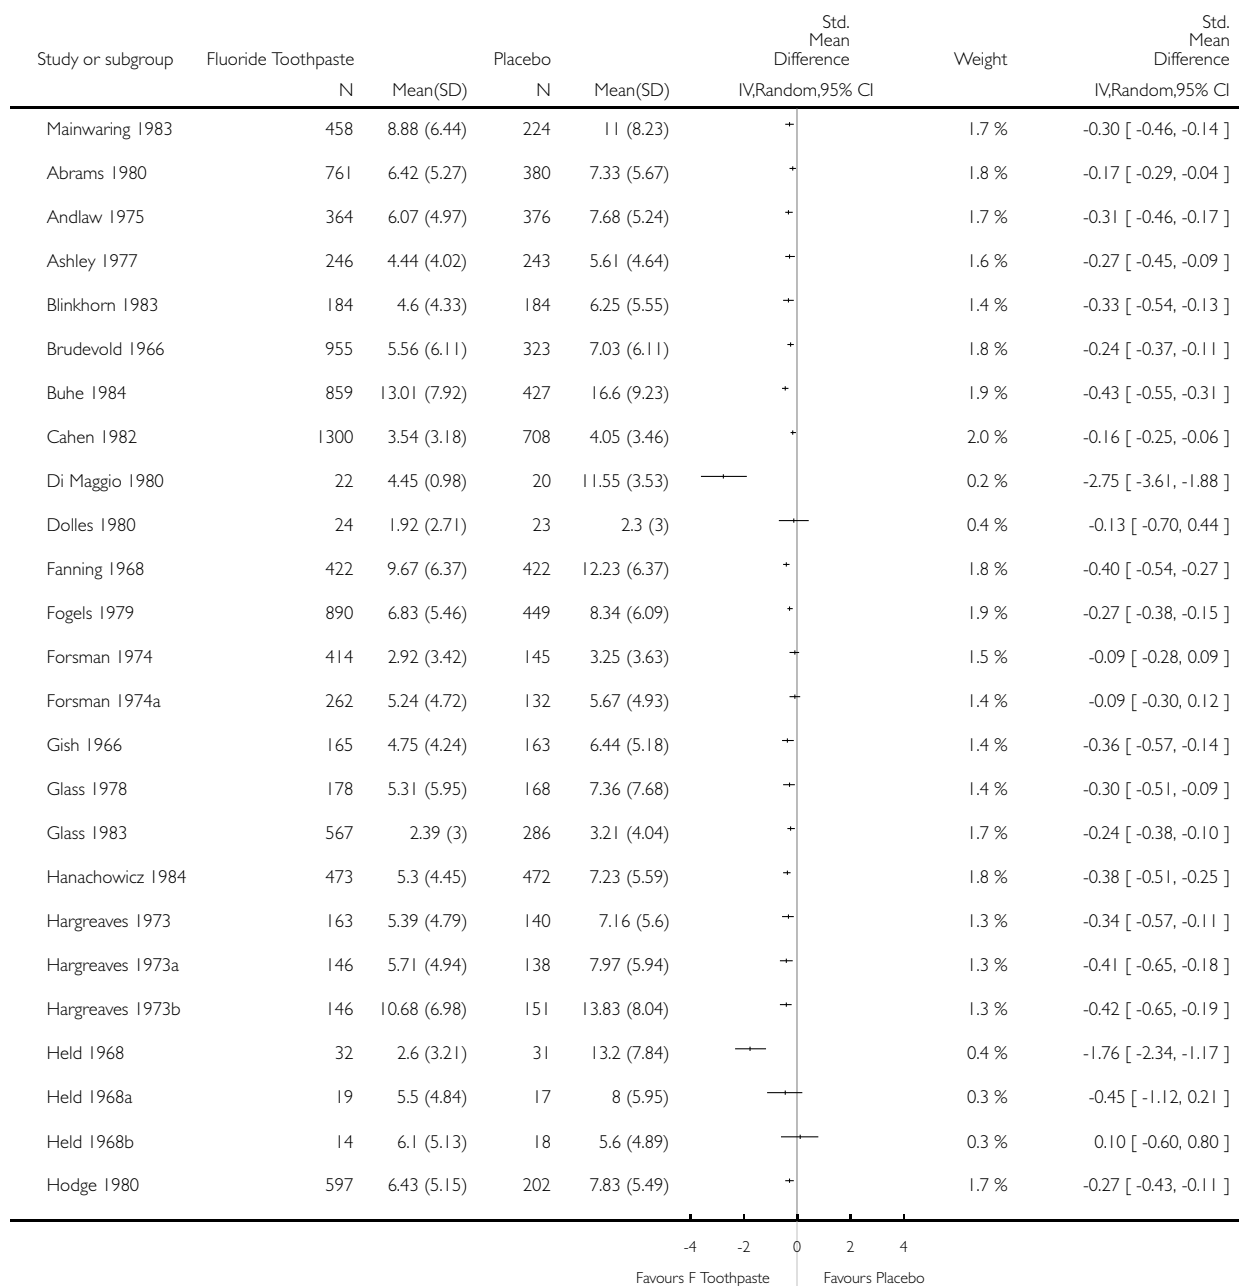 Std.
Mean
Difference
Std.
Mean
Difference
Study or subgroup Fluoride Toothpaste Placebo Weight
N Mean(SD) N Mean(SD) IV,Random,95% CI IV,Random,95% CI
Mainwaring 1983 458 8.88 (6.44) 224 11 (8.23) 1.7 % -0.30 [ -0.46, -0.14 ]
Abrams 1980 761 6.42 (5.27) 380 7.33 (5.67) 1.8 % -0.17 [ -0.29, -0.04 ]
Andlaw 1975 364 6.07 (4.97) 376 7.68 (5.24) 1.7 % -0.31 [ -0.46, -0.17 ]
Ashley 1977 246 4.44 (4.02) 243 5.61 (4.64) 1.6 % -0.27 [ -0.45, -0.09 ]
Blinkhorn 1983 184 4.6 (4.33) 184 6.25 (5.55) 1.4 % -0.33 [ -0.54, -0.13 ]
Brudevold 1966 955 5.56 (6.11) 323 7.03 (6.11) 1.8 % -0.24 [ -0.37, -0.11 ]
Buhe 1984 859 13.01 (7.92) 427 16.6 (9.23) 1.9 % -0.43 [ -0.55, -0.31 ]
Cahen 1982 1300 3.54 (3.18) 708 4.05 (3.46) 2.0 % -0.16 [ -0.25, -0.06 ]
Di Maggio 1980 22 4.45 (0.98) 20 11.55 (3.53) 0.2 % -2.75 [ -3.61, -1.88 ]
Dolles 1980 24 1.92 (2.71) 23 2.3 (3) 0.4 % -0.13 [ -0.70, 0.44 ]
Fanning 1968 422 9.67 (6.37) 422 12.23 (6.37) 1.8 % -0.40 [ -0.54, -0.27 ]
Fogels 1979 890 6.83 (5.46) 449 8.34 (6.09) 1.9 % -0.27 [ -0.38, -0.15 ]
Forsman 1974 414 2.92 (3.42) 145 3.25 (3.63) 1.5 % -0.09 [ -0.28, 0.09 ]
Forsman 1974a 262 5.24 (4.72) 132 5.67 (4.93) 1.4 % -0.09 [ -0.30, 0.12 ]
Gish 1966 165 4.75 (4.24) 163 6.44 (5.18) 1.4 % -0.36 [ -0.57, -0.14 ]
Glass 1978 178 5.31 (5.95) 168 7.36 (7.68) 1.4 % -0.30 [ -0.51, -0.09 ]
Glass 1983 567 2.39 (3) 286 3.21 (4.04) 1.7 % -0.24 [ -0.38, -0.10 ]
Hanachowicz 1984 473 5.3 (4.45) 472 7.23 (5.59) 1.8 % -0.38 [ -0.51, -0.25 ]
Hargreaves 1973 163 5.39 (4.79) 140 7.16 (5.6) 1.3 % -0.34 [ -0.57, -0.11 ]
Hargreaves 1973a 146 5.71 (4.94) 138 7.97 (5.94) 1.3 % -0.41 [ -0.65, -0.18 ]
Hargreaves 1973b 146 10.68 (6.98) 151 13.83 (8.04) 1.3 % -0.42 [ -0.65, -0.19 ]
Held 1968 32 2.6 (3.21) 31 13.2 (7.84) 0.4 % -1.76 [ -2.34, -1.17 ]
Held 1968a 19 5.5 (4.84) 17 8 (5.95) 0.3 % -0.45 [ -1.12, 0.21 ]
Held 1968b 14 6.1 (5.13) 18 5.6 (4.89) 0.3 % 0.10 [ -0.60, 0.80 ]
Hodge 1980 597 6.43 (5.15) 202 7.83 (5.49) 1.7 % -0.27 [ -0.43, -0.11 ]
-4 -2 0 2 4
Favours F Toothpaste Favours Placebo